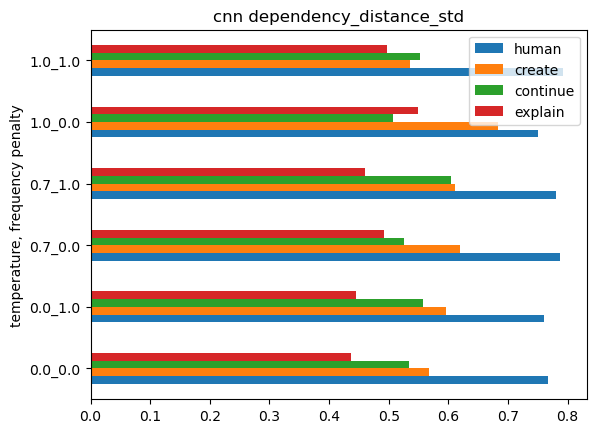 cnn dependency_distance_std
human
create
continue
explain
temperature, frequency penalty
1.0_1.0
1.0_0.0
0.7_1.0
0.7_0.0
0.0_1.0
0.0_0.0
0.0 0.1 0.2 0.3 0.4 0.5 0.6 0.7 0.8